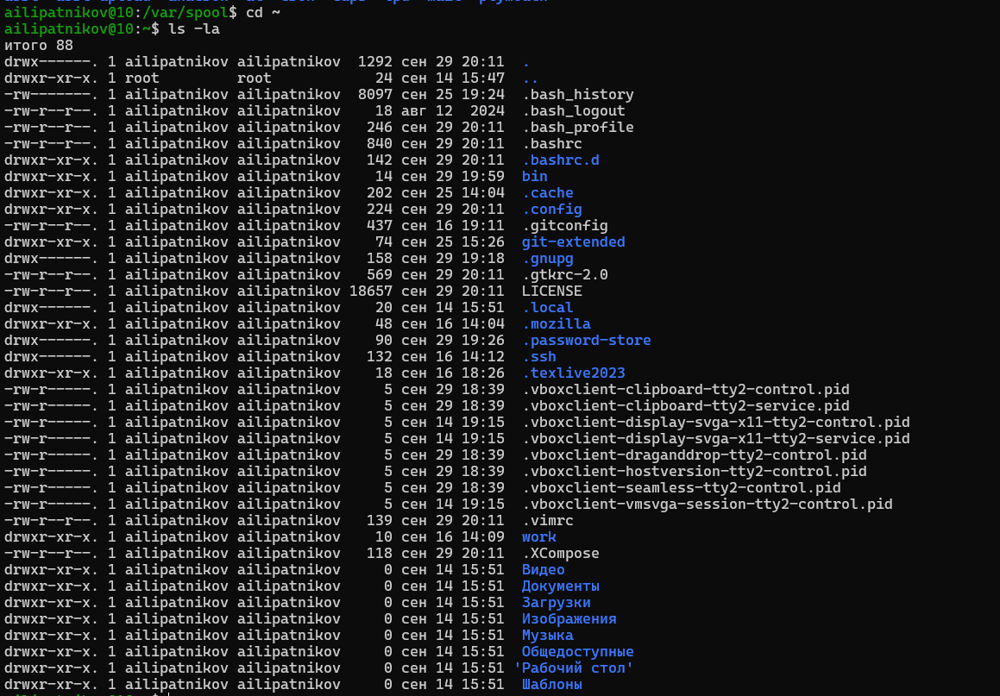 ailipatnikov@10:/var/spool$ cd ~
ailipatnikov@10:~$ ls -la
итого 88
drwx------. 1 ailipatnikov ailipatnikov  1292 сен 29 20:11  .
drwxr-xr-x. 1 root         root            24 сен 14 15:47  ..
-rw-------. 1 ailipatnikov ailipatnikov  8097 сен 25 19:24  .bash_history
-rw-r--r--. 1 ailipatnikov ailipatnikov    18 авг 12  2024  .bash_logout
-rw-r--r--. 1 ailipatnikov ailipatnikov   246 сен 29 20:11  .bash_profile
-rw-r--r--. 1 ailipatnikov ailipatnikov   840 сен 29 20:11  .bashrc
drwxr-xr-x. 1 ailipatnikov ailipatnikov   142 сен 29 20:11  .bashrc.d
drwxr-xr-x. 1 ailipatnikov ailipatnikov    14 сен 29 19:59  bin
drwxr-xr-x. 1 ailipatnikov ailipatnikov   202 сен 25 14:04  .cache
drwxr-xr-x. 1 ailipatnikov ailipatnikov   224 сен 29 20:11  .config
-rw-r--r--. 1 ailipatnikov ailipatnikov   437 сен 16 19:11  .gitconfig
drwxr-xr-x. 1 ailipatnikov ailipatnikov    74 сен 25 15:26  git-extended
drwx------. 1 ailipatnikov ailipatnikov   158 сен 29 19:18  .gnupg
-rw-r--r--. 1 ailipatnikov ailipatnikov   569 сен 29 20:11  .gtkrc-2.0
-rw-r--r--. 1 ailipatnikov ailipatnikov 18657 сен 29 20:11  LICENSE
drwx------. 1 ailipatnikov ailipatnikov    20 сен 14 15:51  .local
drwxr-xr-x. 1 ailipatnikov ailipatnikov    48 сен 16 14:04  .mozilla
drwx------. 1 ailipatnikov ailipatnikov    90 сен 29 19:26  .password-store
drwx------. 1 ailipatnikov ailipatnikov   132 сен 16 14:12  .ssh
drwxr-xr-x. 1 ailipatnikov ailipatnikov    18 сен 16 18:26  .texlive2023
-rw-r-----. 1 ailipatnikov ailipatnikov     5 сен 29 18:39  .vboxclient-clipboard-tty2-control.pid
-rw-r-----. 1 ailipatnikov ailipatnikov     5 сен 29 18:39  .vboxclient-clipboard-tty2-service.pid
-rw-r-----. 1 ailipatnikov ailipatnikov     5 сен 14 19:15  .vboxclient-display-svga-x11-tty2-control.pid
-rw-r-----. 1 ailipatnikov ailipatnikov     5 сен 14 19:15  .vboxclient-display-svga-x11-tty2-service.pid
-rw-r-----. 1 ailipatnikov ailipatnikov     5 сен 29 18:39  .vboxclient-draganddrop-tty2-control.pid
-rw-r-----. 1 ailipatnikov ailipatnikov     5 сен 29 18:39  .vboxclient-hostversion-tty2-control.pid
-rw-r-----. 1 ailipatnikov ailipatnikov     5 сен 29 18:39  .vboxclient-seamless-tty2-control.pid
-rw-r-----. 1 ailipatnikov ailipatnikov     5 сен 14 19:15  .vboxclient-vmsvga-session-tty2-control.pid
-rw-r--r--. 1 ailipatnikov ailipatnikov   139 сен 29 20:11  .vimrc
drwxr-xr-x. 1 ailipatnikov ailipatnikov    10 сен 16 14:09  work
-rw-r--r--. 1 ailipatnikov ailipatnikov   118 сен 29 20:11  .XCompose
drwxr-xr-x. 1 ailipatnikov ailipatnikov     0 сен 14 15:51  Видео
drwxr-xr-x. 1 ailipatnikov ailipatnikov     0 сен 14 15:51  Документы
drwxr-xr-x. 1 ailipatnikov ailipatnikov     0 сен 14 15:51  Загрузки
drwxr-xr-x. 1 ailipatnikov ailipatnikov     0 сен 14 15:51  Изображения
drwxr-xr-x. 1 ailipatnikov ailipatnikov     0 сен 14 15:51  Музыка
drwxr-xr-x. 1 ailipatnikov ailipatnikov     0 сен 14 15:51  Общедоступные
drwxr-xr-x. 1 ailipatnikov ailipatnikov     0 сен 14 15:51 'Рабочий стол'
drwxr-xr-x. 1 ailipatnikov ailipatnikov     0 сен 14 15:51  Шаблоны